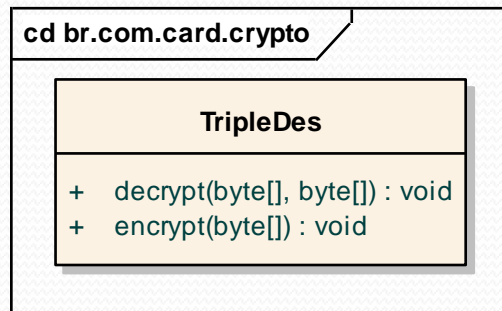 cd br.com.card.crypto
TripleDes
+ decrypt(byte[], byte[]) : void
+ encrypt(byte[]) : void